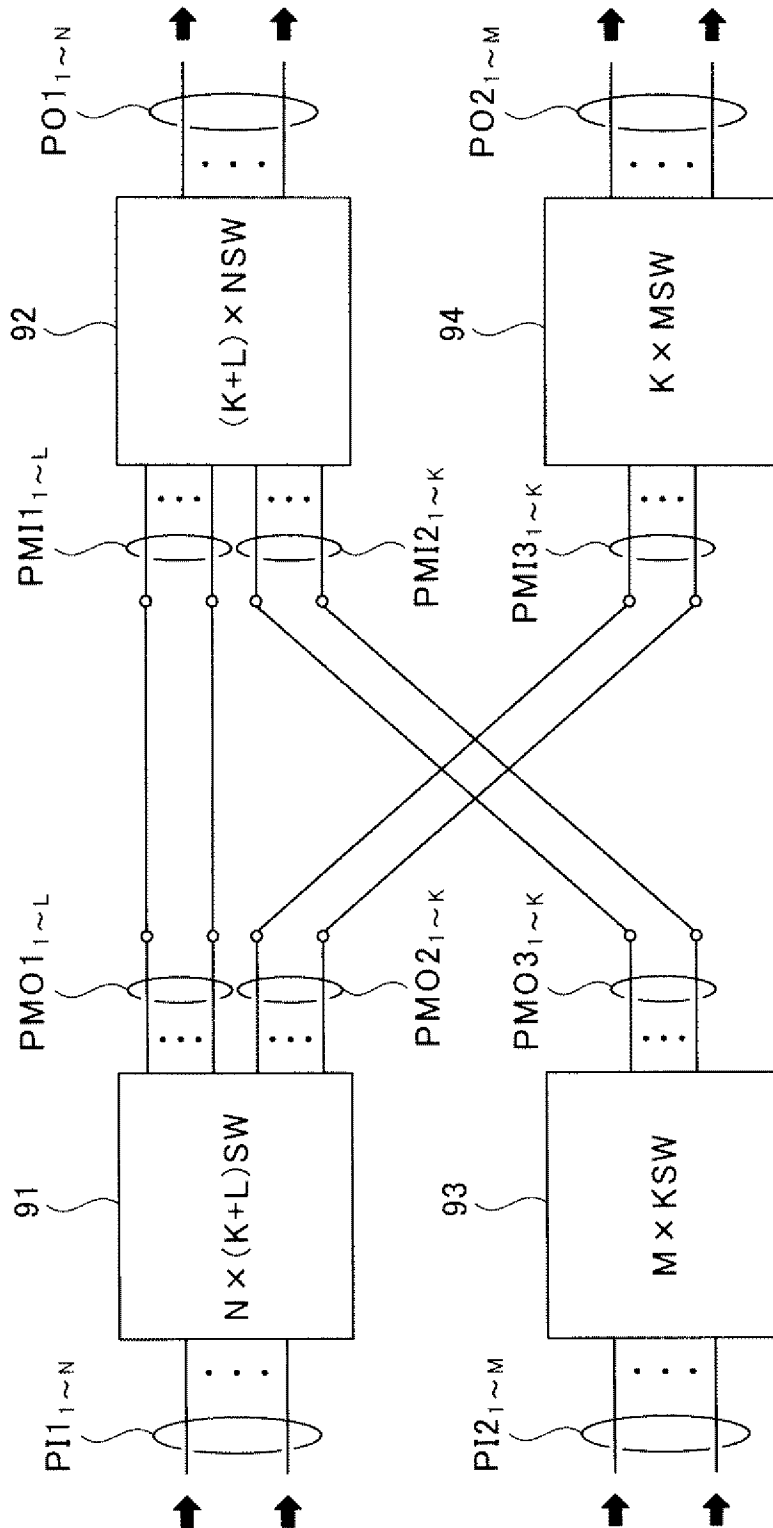 PI1₁～N
91
N×(K+L)SW
PMO1₁～L
PMO2₁～K
PMI1₁～L
PMI2₁～K
92
(K+L)×NSW
PO1₁～N
PI2₁～M
93
M×KSW
PMO3₁～K
PMI3₁～K
94
K×MSW
PO2₁～M